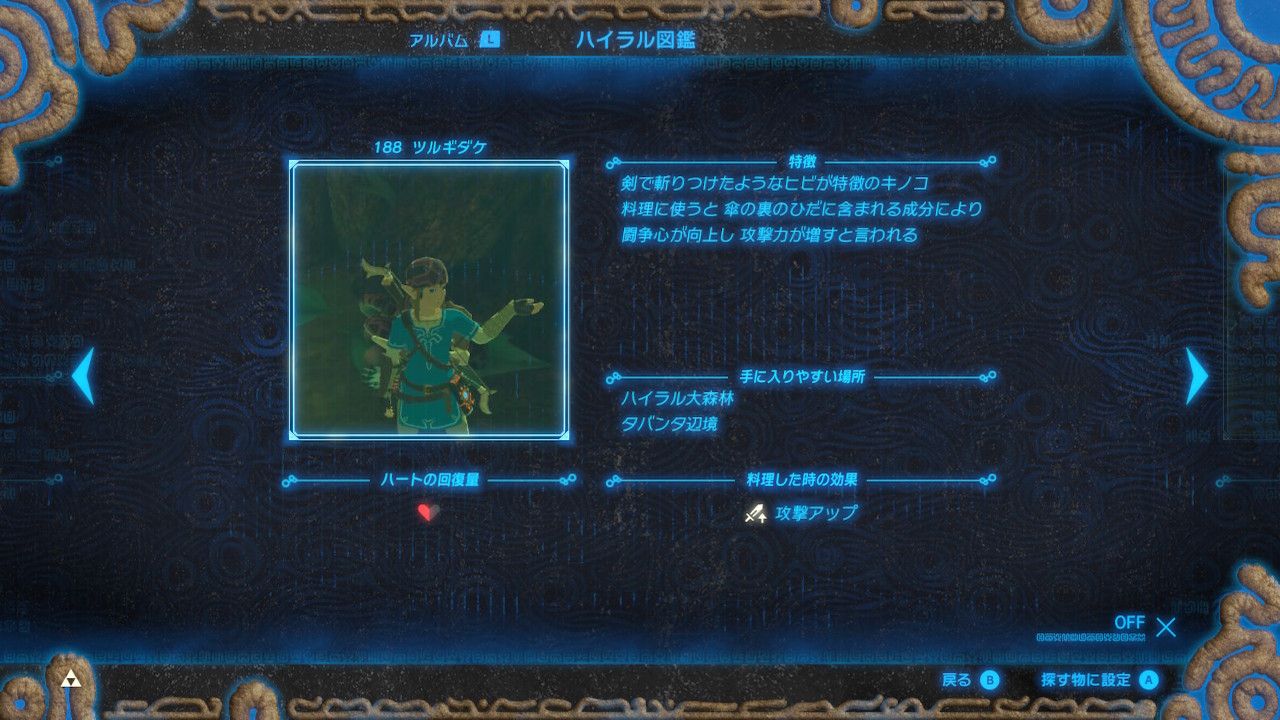 アルバム L
ハイラル図鑑
188 ツルギダケ
特徴
剣で斬りつけたようなヒビが特徴のキノコ
料理に使うと 傘の裏のひだに含まれる成分により
闘争心が向上し 攻撃力が増すと言われる
手に入りやすい場所
ハイラル大森林
タバンタ辺境
ハートの回復量
料理した時の効果
攻撃アップ
OFF
戻る B
探す物に設定 A